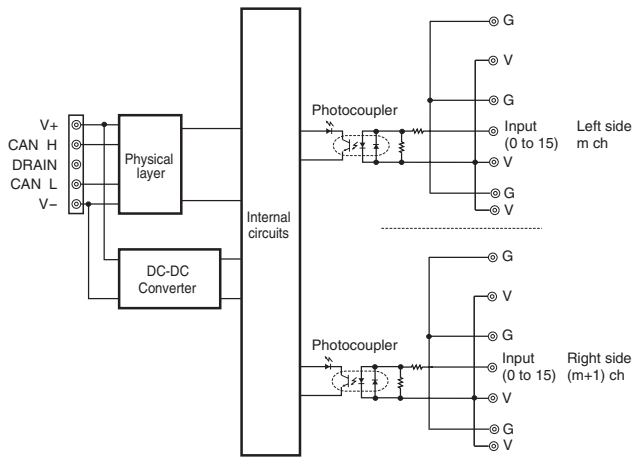 V+
CAN H
DRAIN
CAN L
V−
Physical
layer
DC-DC
Converter
Internal
circuits
Photocoupler
G
V
G
Input
(0 to 15)
V
G
V
Left side
m ch
Photocoupler
G
V
G
Input
(0 to 15)
V
G
V
Right side
(m+1) ch